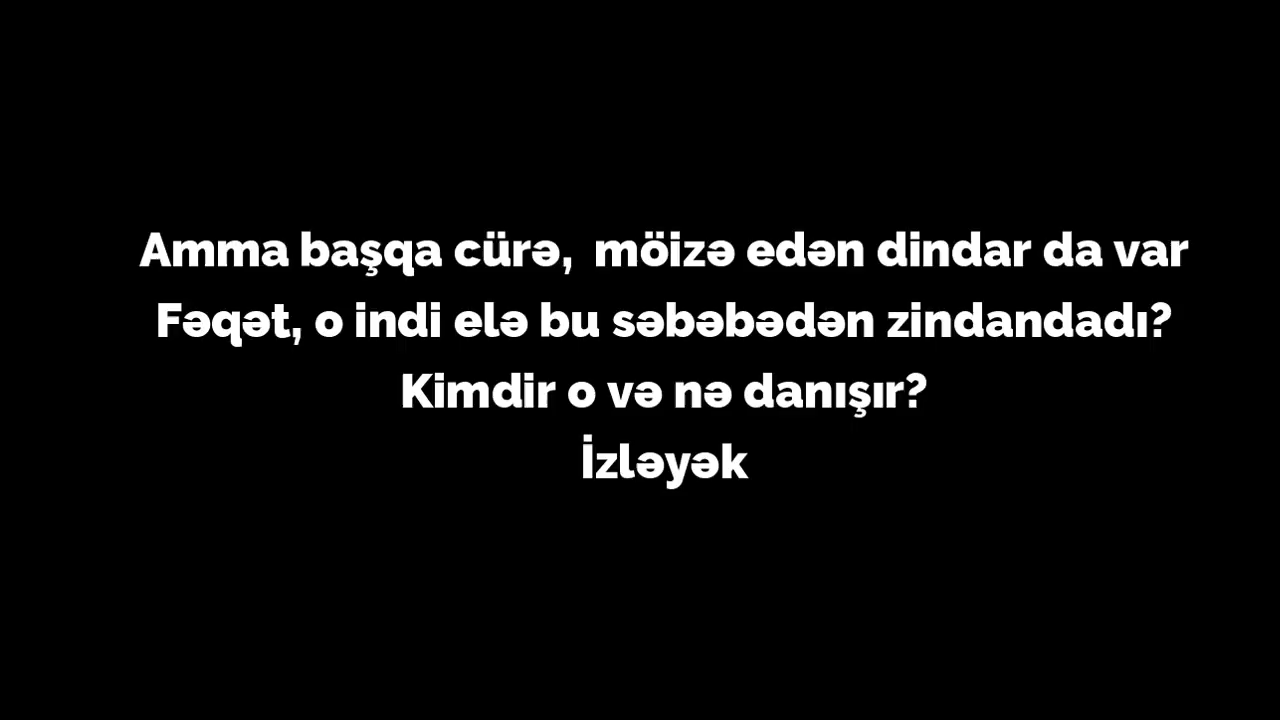 Amma başqa cürə,  möizə edən dindar da var
Fəqət, o indi elə bu səbəbədən zindandadı?
Kimdir o və nə danışır?
İzləyək